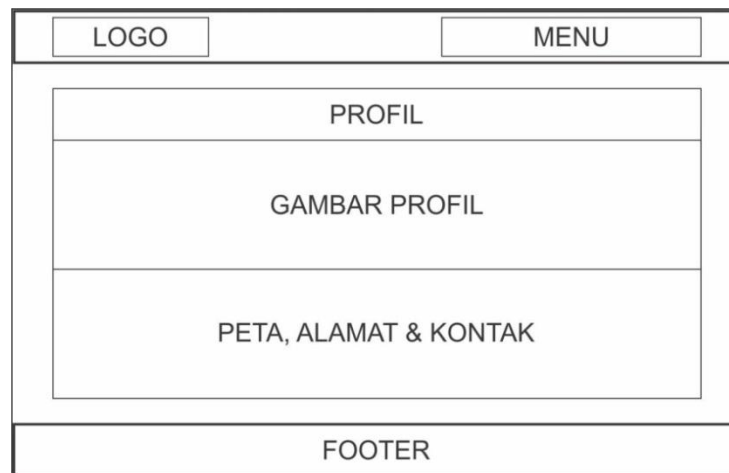 LOGO
MENU
PROFIL
GAMBAR PROFIL
PETA, ALAMAT & KONTAK
FOOTER